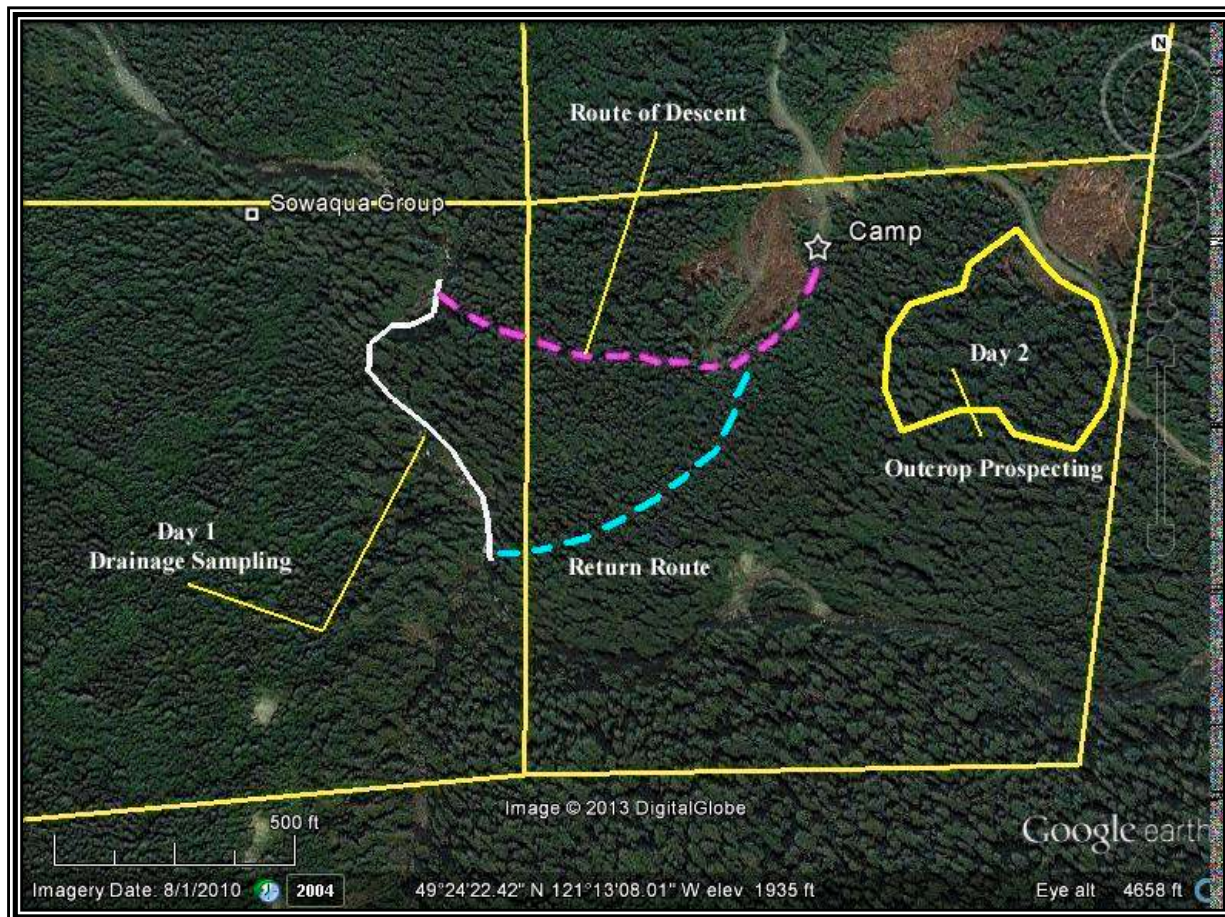 N
Route of Descent
Sowaqua Group
Camp
Day 2
Outcrop Prospecting
Day 1
Drainage Sampling
Return Route
Image © 2013 DigitalGlobe
500 ft
Google earth
Imagery Date: 8/1/2010 2004 49°24'22.42" N 121°13'08.01" W elev 1935 ft Eye alt 4658 ft